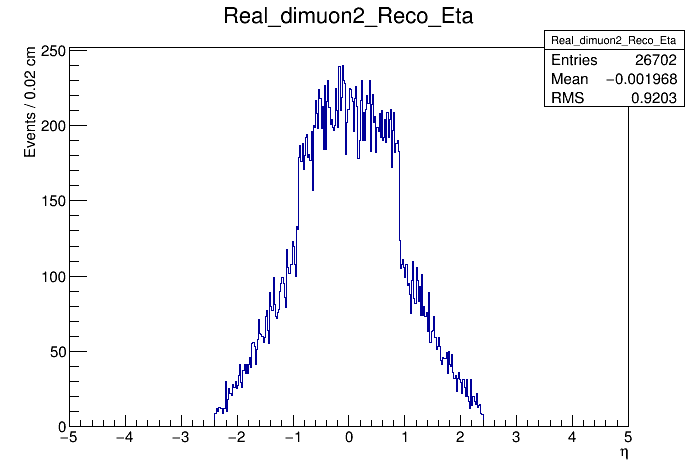 Real_dimuon2_Reco_Eta
Real_dimuon2_Reco_Eta
Entries 26702
Mean −0.001968
RMS 0.9203
Events / 0.02 cm
250
200
150
100
50
0
−5 −4 −3 −2 −1 0 1 2 3 4 5
η